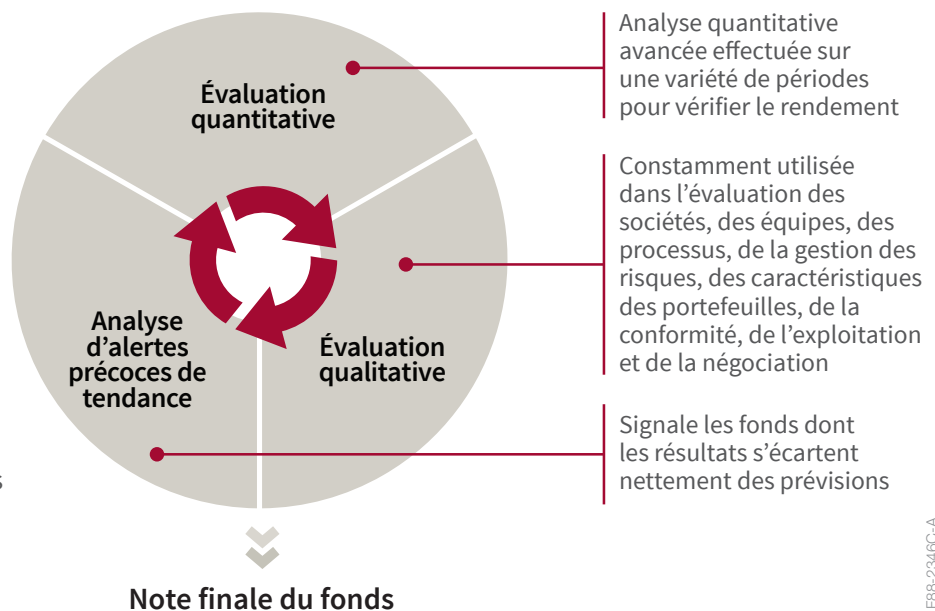 Évaluation
quantitative
Analyse quantitative
avancée effectuée sur
une variété de périodes
pour vérifier le rendement
Évaluation
qualitative
Constamment utilisée
dans l’évaluation des
sociétés, des équipes, des
processus, de la gestion des
risques, des caractéristiques
des portefeuilles, de la
conformité, de l’exploitation
et de la négociation
Analyse
d’alertes
précoces de
tendance
Signale les fonds dont
les résultats s’écartent
nettement des prévisions
s
Note finale du fonds
F88-2346C-A